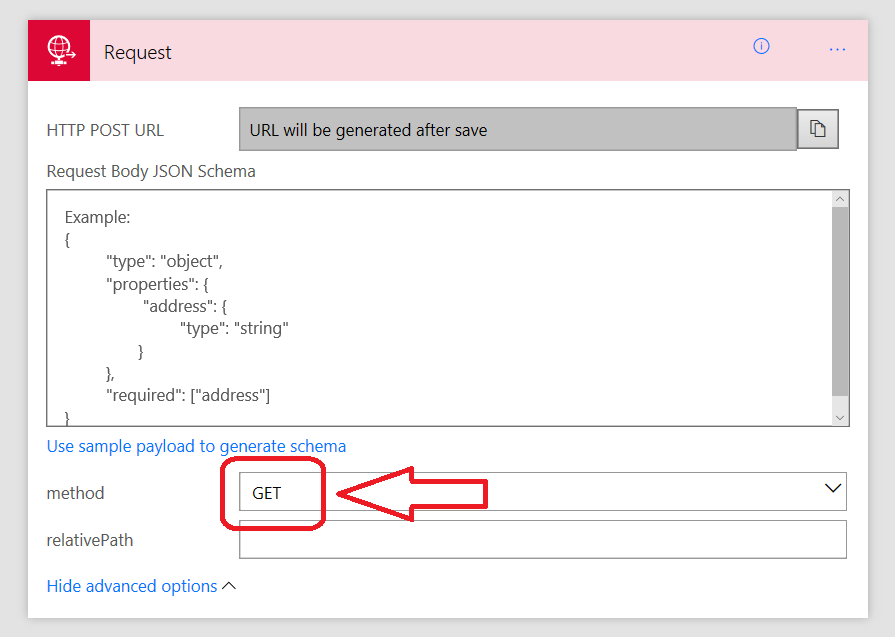 Request
HTTP POST URL
URL will be generated after save
Request Body JSON Schema
Example:
{
"type": "object",
"properties": {
"address": {
"type": "string"
}
},
"required": ["address"]
}
Use sample payload to generate schema
method
GET
relativePath
Hide advanced options